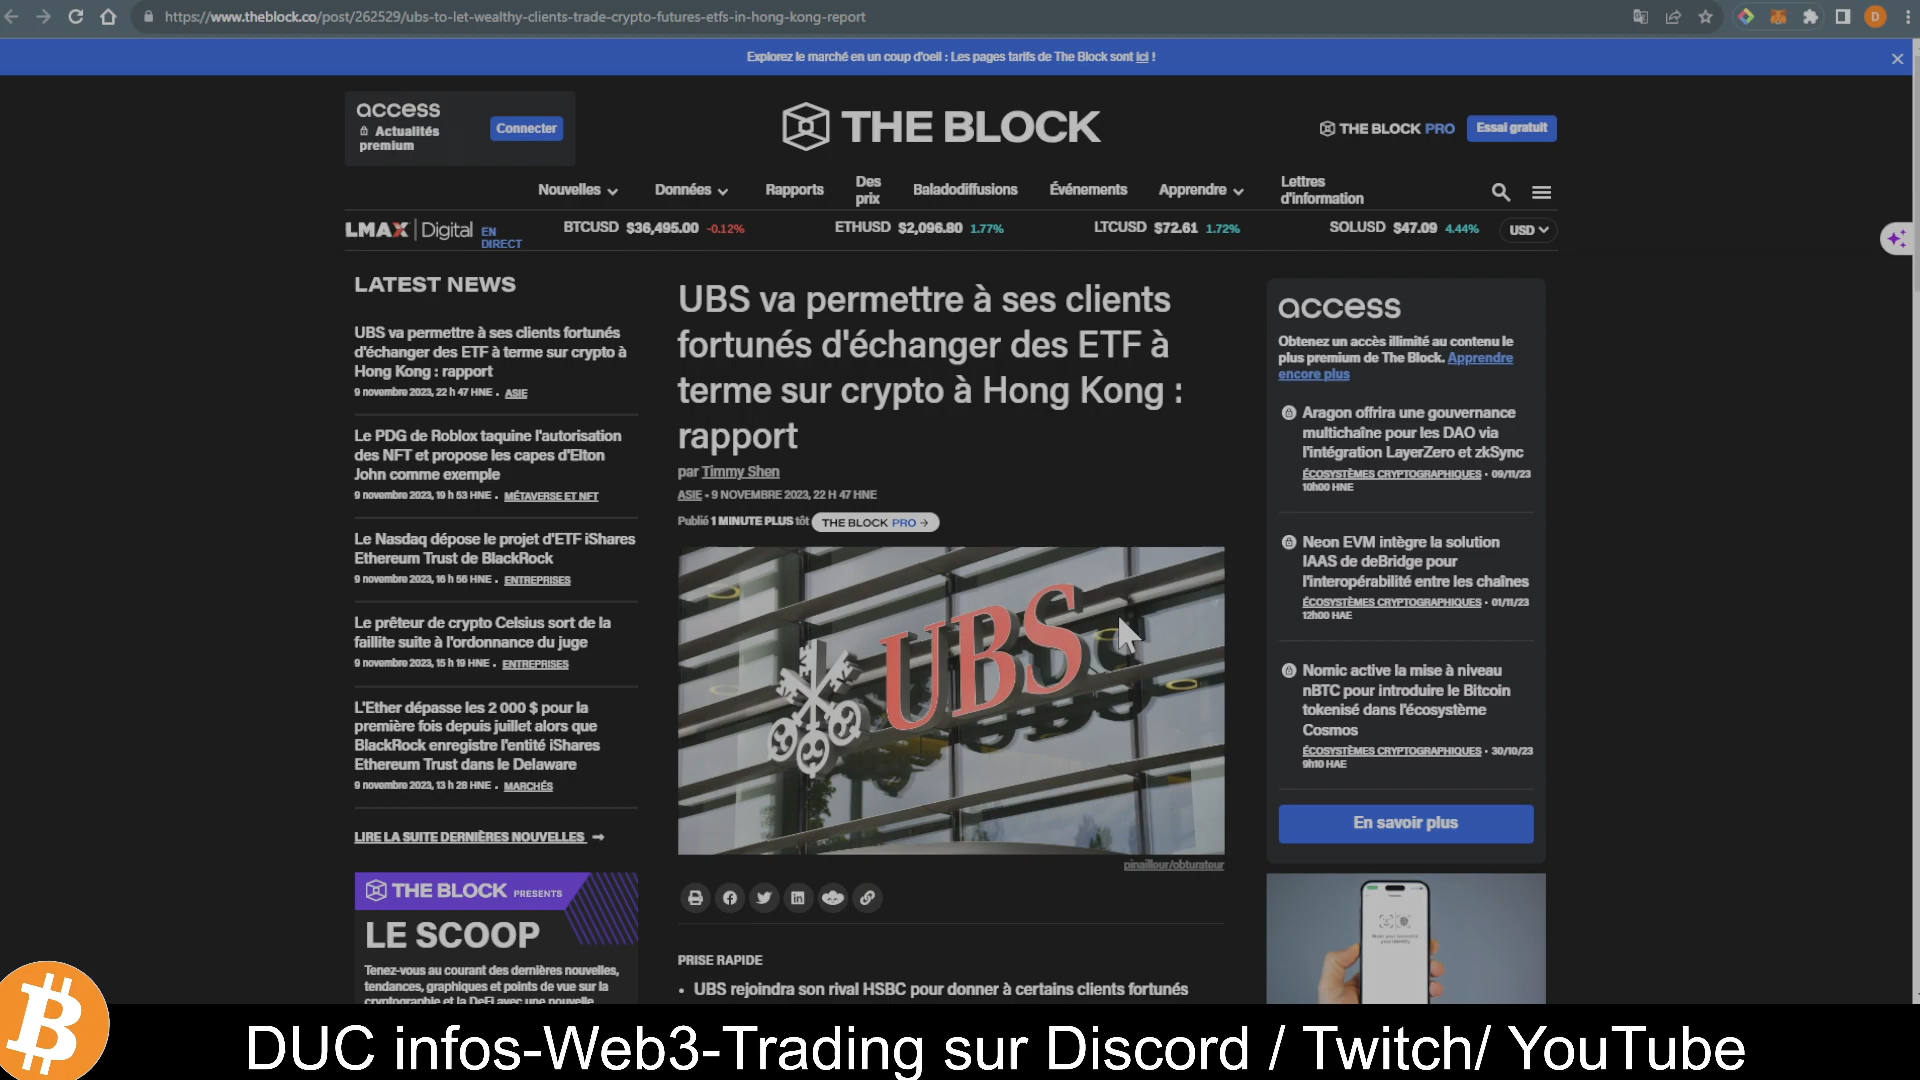 https://www.theblock.co/post/262529/ubs-to-let-wealthy-clients-trade-crypto-futures-etfs-in-hong-kong-report
D
Explorez le marché en un coup d'oeil : Les pages tarifs de The Block sont ici !
access
Actualités
premium
Connecter
THE BLOCK
THE BLOCK PRO
Essai gratuit
Nouvelles
Données
Rapports
Des
prix
Baladodiffusions
Événements
Apprendre
Lettres
d'information
LMAX Digital
EN
DIRECT
BTCUSD $36,495.00 -0.12%
ETHUSD $2,096.80 1.77%
LTCUSD $72.61 1.72%
SOLUSD $47.09 4.44%
USD
LATEST NEWS
UBS va permettre à ses clients fortunés
d'échanger des ETF à terme sur crypto à
Hong Kong : rapport
9 novembre 2023, 22 h 47 HNE • ASIE
Le PDG de Roblox taquine l'autorisation
des NFT et propose les capes d'Elton
John comme exemple
9 novembre 2023, 19 h 53 HNE • MÉTAVERSE ET NFT
Le Nasdaq dépose le projet d'ETF iShares
Ethereum Trust de BlackRock
9 novembre 2023, 16 h 56 HNE • ENTREPRISES
Le prêteur de crypto Celsius sort de la
faillite suite à l'ordonnance du juge
9 novembre 2023, 15 h 19 HNE • ENTREPRISES
L'Ether dépasse les 2 000 $ pour la
première fois depuis juillet alors que
BlackRock enregistre l'entité iShares
Ethereum Trust dans le Delaware
9 novembre 2023, 13 h 28 HNE • MARCHÉS
LIRE LA SUITE DERNIÈRES NOUVELLES →
THE BLOCK PRESENTS
LE SCOOP
Tenez-vous au courant des dernières nouvelles,
tendances, graphiques et points de vue sur la
cryptographie et la DeFi avec une nouvelle
UBS va permettre à ses clients
fortunés d'échanger des ETF à
terme sur crypto à Hong Kong :
rapport
par Timmy Shen
ASIE • 9 NOVEMBRE 2023, 22 H 47 HNE
Publié 1 MINUTE PLUS tôt THE BLOCK PRO →
UBS
pinailleur/obturateur
PRISE RAPIDE
• UBS rejoindra son rival HSBC pour donner à certains clients fortunés
access
Obtenez un accès illimité au contenu le
plus premium de The Block. Apprendre
encore plus
Aragon offrira une gouvernance
multichaîne pour les DAO via
l'intégration LayerZero et zkSync
ÉCOSYSTÈMES CRYPTOGRAPHIQUES • 09/11/23
10h00 HNE
Neon EVM intègre la solution
IAAS de deBridge pour
l'interopérabilité entre les chaînes
ÉCOSYSTÈMES CRYPTOGRAPHIQUES • 01/11/23
12h00 HAE
Nomic active la mise à niveau
nBTC pour introduire le Bitcoin
tokenisé dans l'écosystème
Cosmos
ÉCOSYSTÈMES CRYPTOGRAPHIQUES • 30/10/23
9h10 HAE
En savoir plus
DUC infos-Web3-Trading sur Discord / Twitch/ YouTube